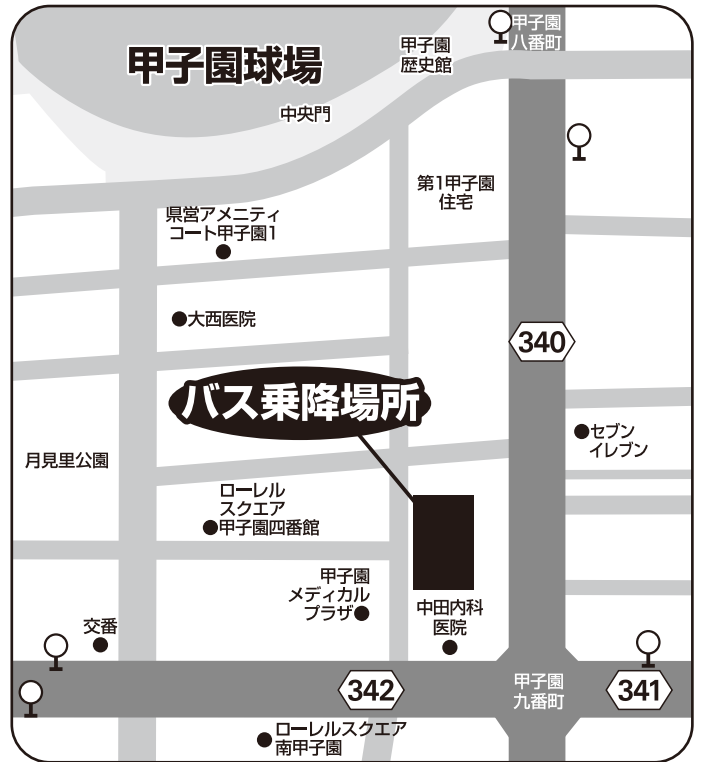 甲子園
八番町
甲子園
歴史館
甲子園球場
中央門
第1甲子園
住宅
県営アメニティ
コート甲子園1
大西医院
340
バス乗降場所
セブン
イレブン
月見里公園
ローレル
スクエア
甲子園四番館
甲子園
メディカル
プラザ
中田内科
医院
交番
342
甲子園
九番町
341
ローレルスクエア
南甲子園